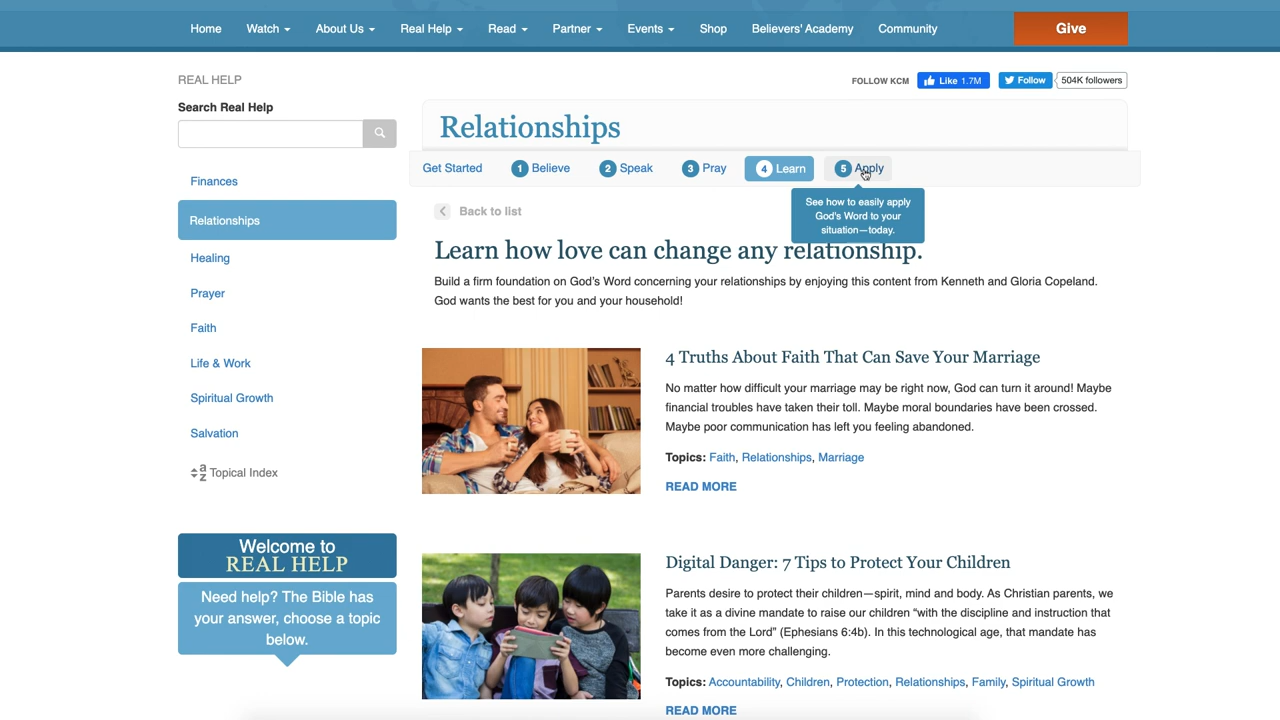 Home Watch About Us Real Help Read Partner Events Shop Believers' Academy Community Give
REAL HELP
FOLLOW KCM Like 1.7M Follow 504K followers
Search Real Help
Relationships
Get Started 1 Believe 2 Speak 3 Pray 4 Learn 5 Apply
See how to easily apply
God's Word to your
situation—today.
Finances
Relationships
Healing
Prayer
Faith
Life & Work
Spiritual Growth
Salvation
a
z Topical Index
Welcome to
REAL HELP
Need help? The Bible has
your answer, choose a topic
below.
Back to list
Learn how love can change any relationship.
Build a firm foundation on God's Word concerning your relationships by enjoying this content from Kenneth and Gloria Copeland.
God wants the best for you and your household!
4 Truths About Faith That Can Save Your Marriage
No matter how difficult your marriage may be right now, God can turn it around! Maybe
financial troubles have taken their toll. Maybe moral boundaries have been crossed.
Maybe poor communication has left you feeling abandoned.
Topics: Faith, Relationships, Marriage
READ MORE
Digital Danger: 7 Tips to Protect Your Children
Parents desire to protect their children—spirit, mind and body. As Christian parents, we
take it as a divine mandate to raise our children “with the discipline and instruction that
comes from the Lord” (Ephesians 6:4b). In this technological age, that mandate has
become even more challenging.
Topics: Accountability, Children, Protection, Relationships, Family, Spiritual Growth
READ MORE